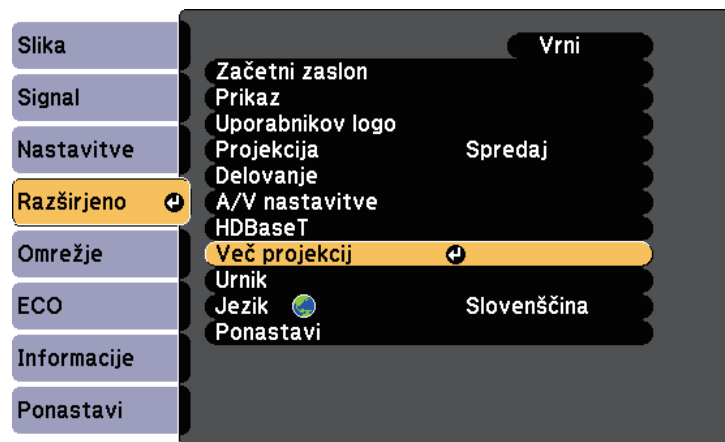 Slika
Signal
Nastavitve
Razširjeno
Omrežje
ECO
Informacije
Ponastavi
Vrni
Začetni zaslon
Prikaz
Uporabnikov logo
Projekcija Spredaj
Delovanje
A/V nastavitve
HDBaseT
Več projekcij
Urnik
Jezik Slovenščina
Ponastavi